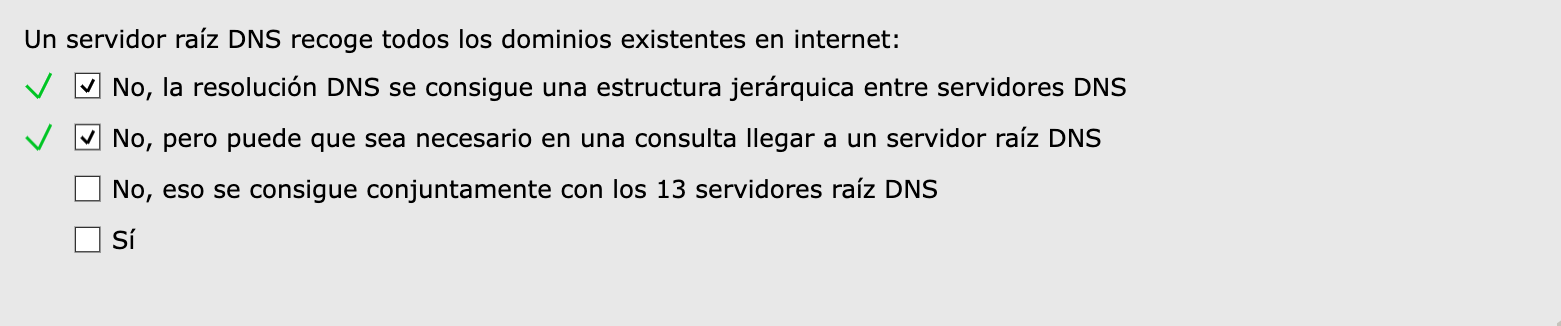 Un servidor raíz DNS recoge todos los dominios existentes en internet:
No, la resolución DNS se consigue una estructura jerárquica entre servidores DNS
No, pero puede que sea necesario en una consulta llegar a un servidor raíz DNS
No, eso se consigue conjuntamente con los 13 servidores raíz DNS
Sí